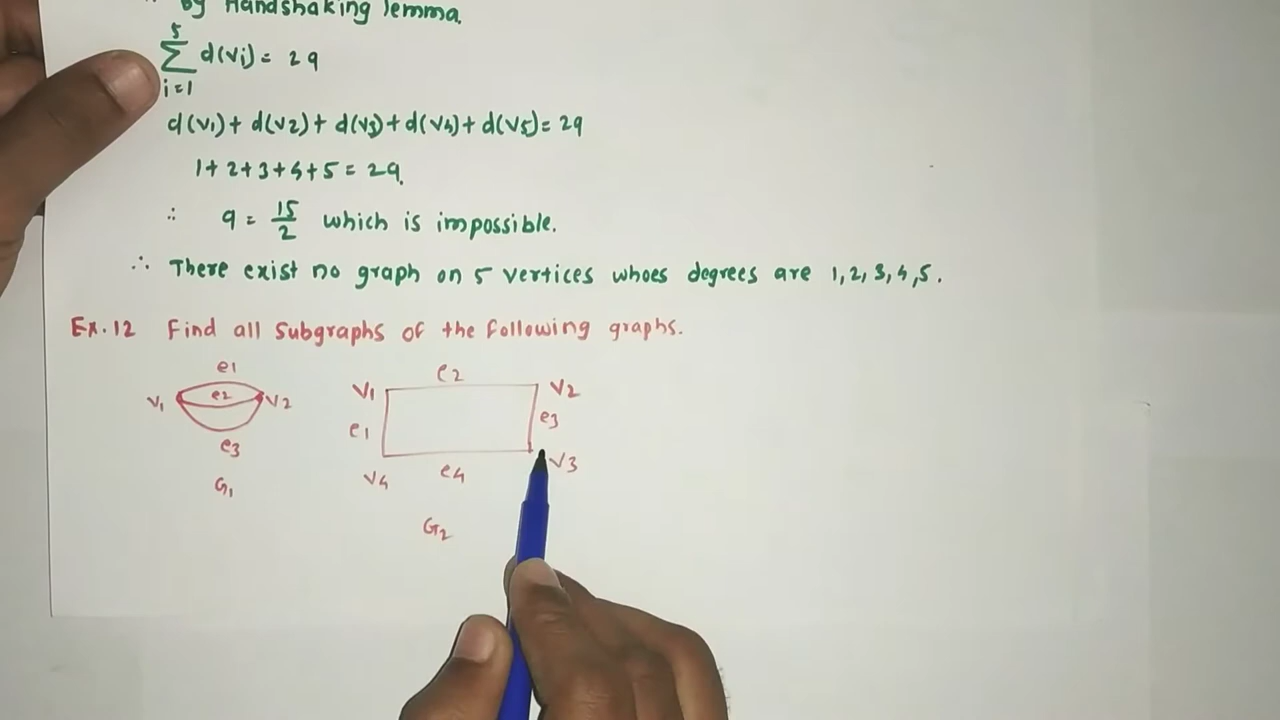 by Handshaking lemma.
5
∑ d(vi) = 2q
i=1
d(v1) + d(v2) + d(v3) + d(v4) + d(v5) = 2q
1+2+3+4+5 = 2q.
∴ q = 15/2 which is impossible.
∴ There exist no graph on 5 vertices whoes degrees are 1,2,3,4,5.
Ex.12 Find all subgraphs of the following graphs.
e1
v1 e2 v2
e3
G1
e2
v1 v2
e1 e3
v4 e4 v3
G2